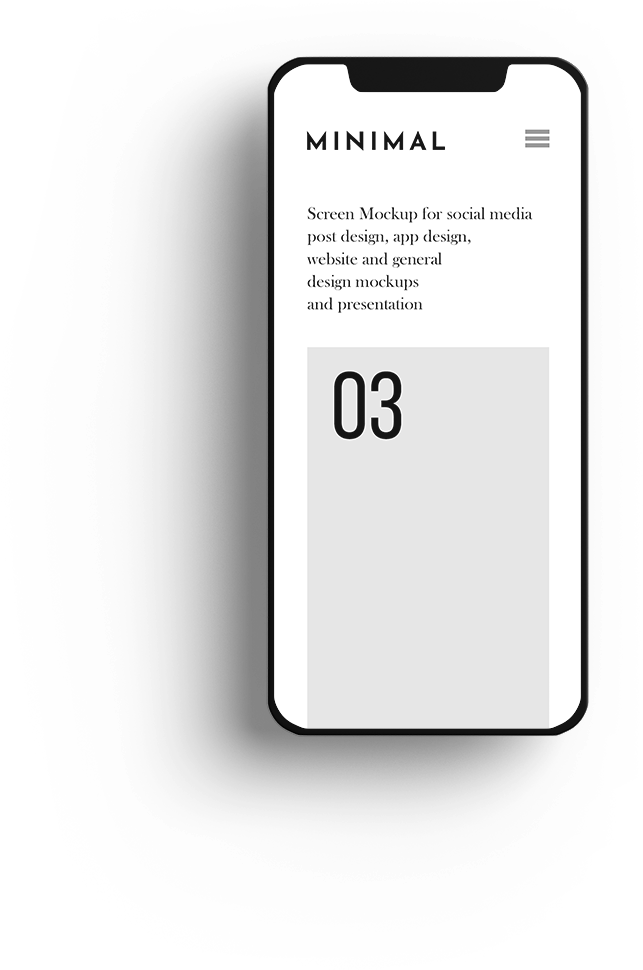 MINIMAL
Screen Mockup for social media
post design, app design,
website and general
design mockups
and presentation
03